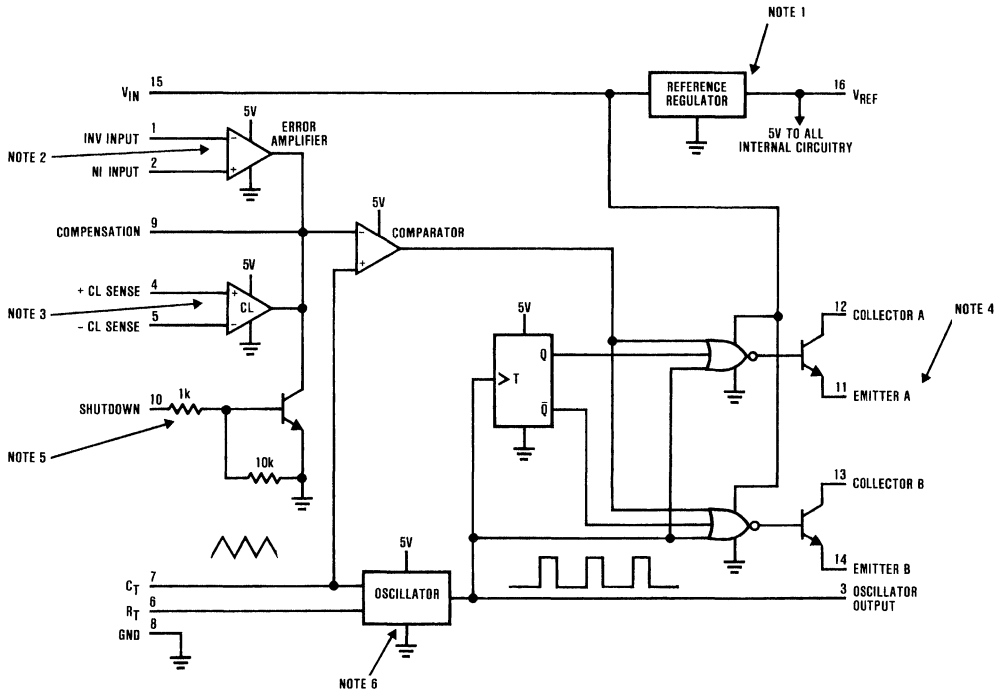 NOTE 1
15
V_IN
REFERENCE
REGULATOR
16
V_REF
5V TO ALL
INTERNAL CIRCUITRY
5V
ERROR
AMPLIFIER
1
INV INPUT
2
NI INPUT
NOTE 2
9
COMPENSATION
5V
COMPARATOR
- +
5V
4
+ CL SENSE
CL
5
– CL SENSE
NOTE 3
10
SHUTDOWN
1k
NOTE 5
10k
5V
Q
T
Q̅
12
COLLECTOR A
11
EMITTER A
NOTE 4
13
COLLECTOR B
14
EMITTER B
5V
OSCILLATOR
7
C_T
6
R_T
8
GND
3
OSCILLATOR
OUTPUT
NOTE 6